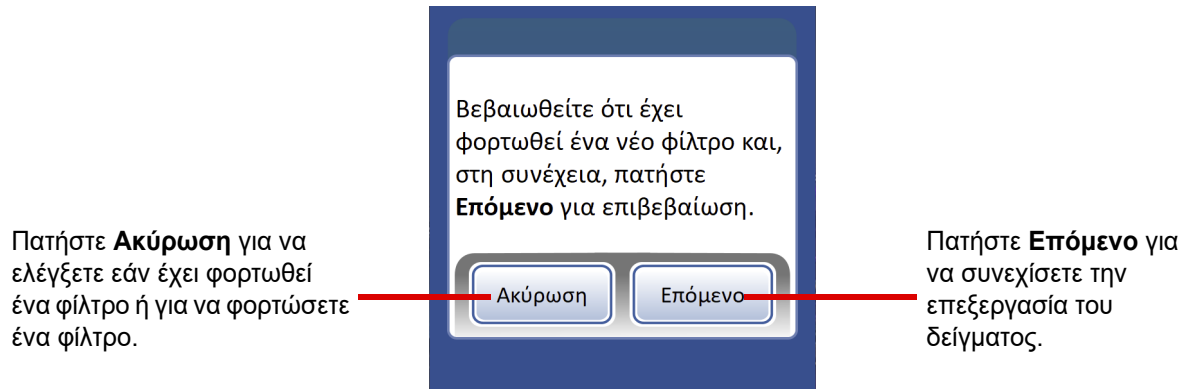 Βεβαιωθείτε ότι έχει
φορτωθεί ένα νέο φίλτρο και,
στη συνέχεια, πατήστε
Επόμενο για επιβεβαίωση.
Πατήστε Ακύρωση για να
ελέγξετε εάν έχει φορτωθεί
ένα φίλτρο ή για να φορτώσετε
ένα φίλτρο.
Ακύρωση
Επόμενο
Πατήστε Επόμενο για
να συνεχίσετε την
επεξεργασία του
δείγματος.